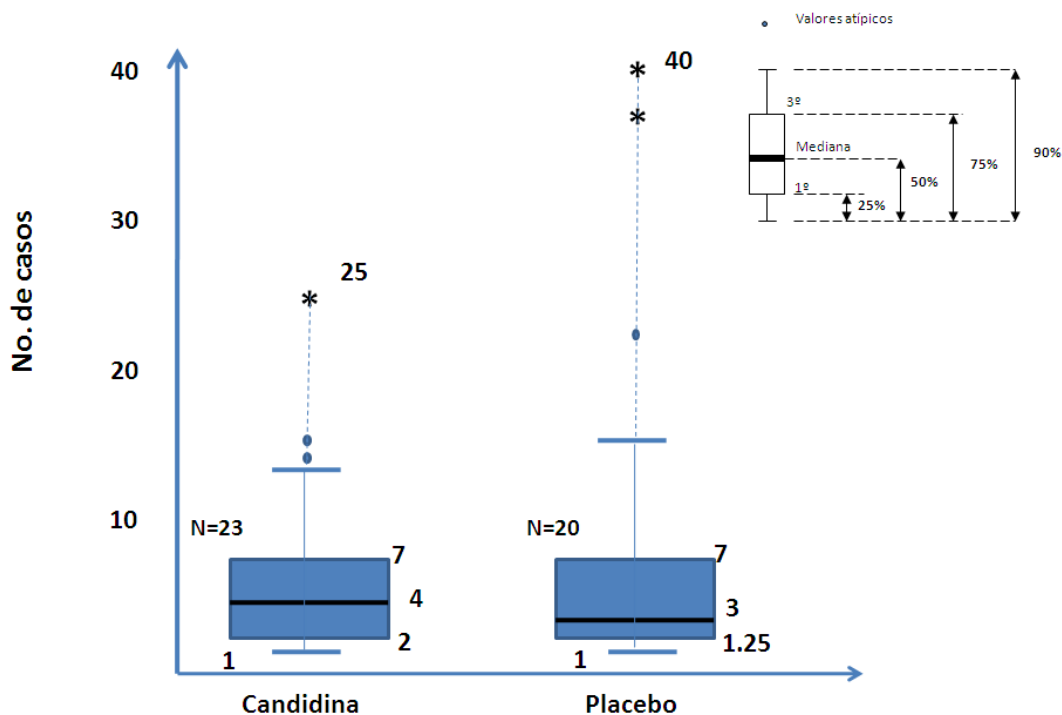 No. de casos
40
30
20
10
25
N=23
7
4
2
1
Candidina
40
N=20
7
3
1.25
1
Placebo
Valores atípicos
3º
Mediana
1º
25%
50%
75%
90%